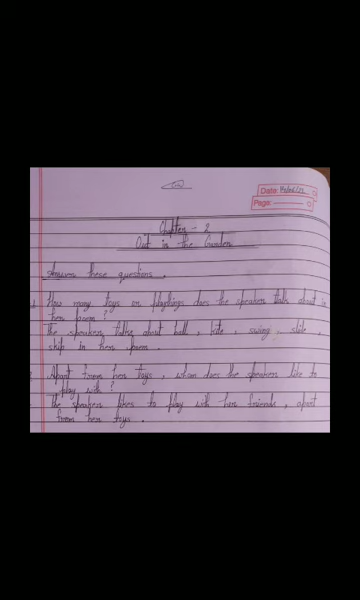 Date:
Page:
Chapter - 2
Out in the Garden
Answer these questions.
How many toys or playthings does the speaker talk about in
her poem?
the speaker talks about ball, kite, swing, slide,
skip in her poem.
Apart from her toys, whom does the speaker like to
play with?
the speaker likes to play with her friends, apart
from her toys.